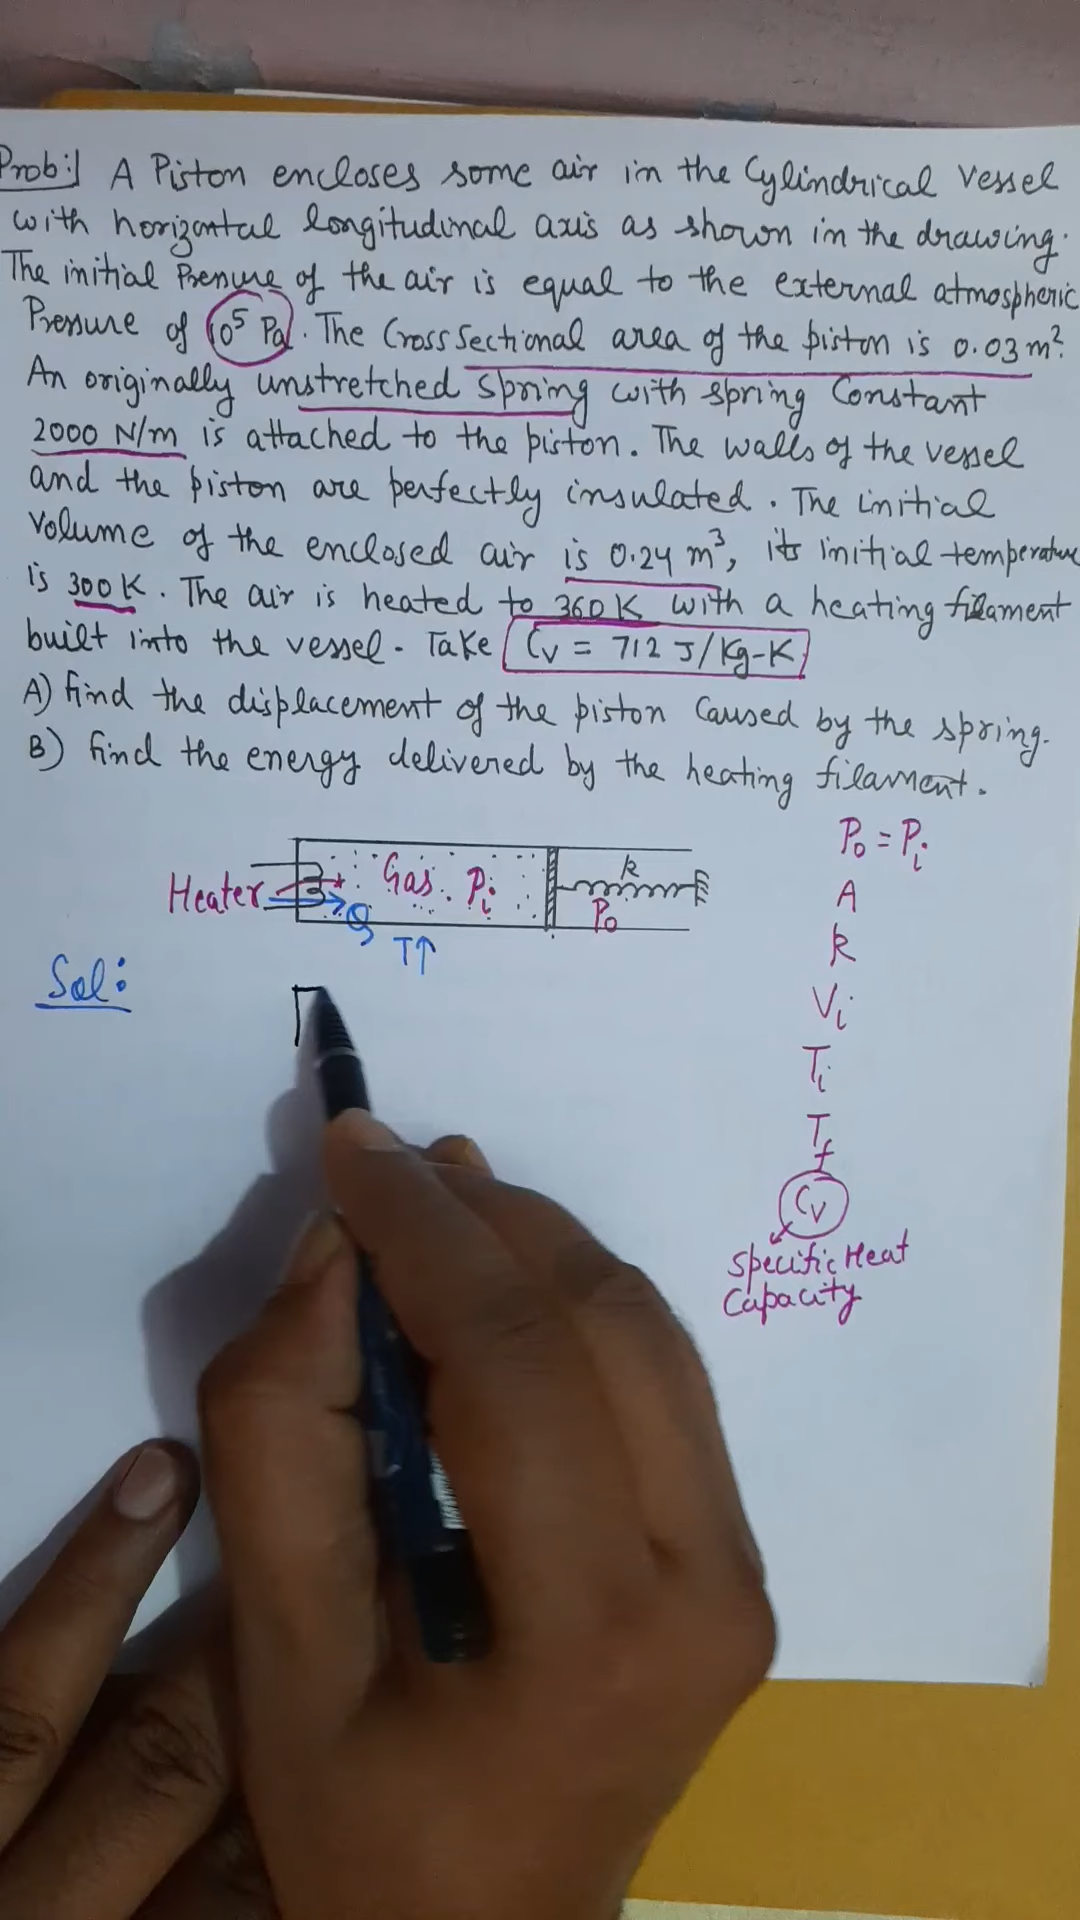 Prob:1 A Piston encloses some air in the Cylindrical Vessel
with horizontal longitudinal axis as shown in the drawing.
The initial Pressure of the air is equal to the external atmospheric
Pressure of 10⁵ Pa. The Cross Sectional area of the piston is 0.03 m².
An originally unstretched spring with spring Constant
2000 N/m is attached to the piston. The walls of the vessel
and the piston are perfectly insulated. The initial
volume of the enclosed air is 0.24 m³, its initial temperature
is 300 K. The air is heated to 360 K with a heating filament
built into the vessel. Take Cv = 712 J/Kg-K
A) find the displacement of the piston Caused by the spring.
B) find the energy delivered by the heating filament.
P₀ = Pᵢ
Heater Gas Pᵢ k
P₀
A
Q
T↑
k
Sol:
Vᵢ
Tᵢ
T_f
Cv
Specific Heat
Capacity